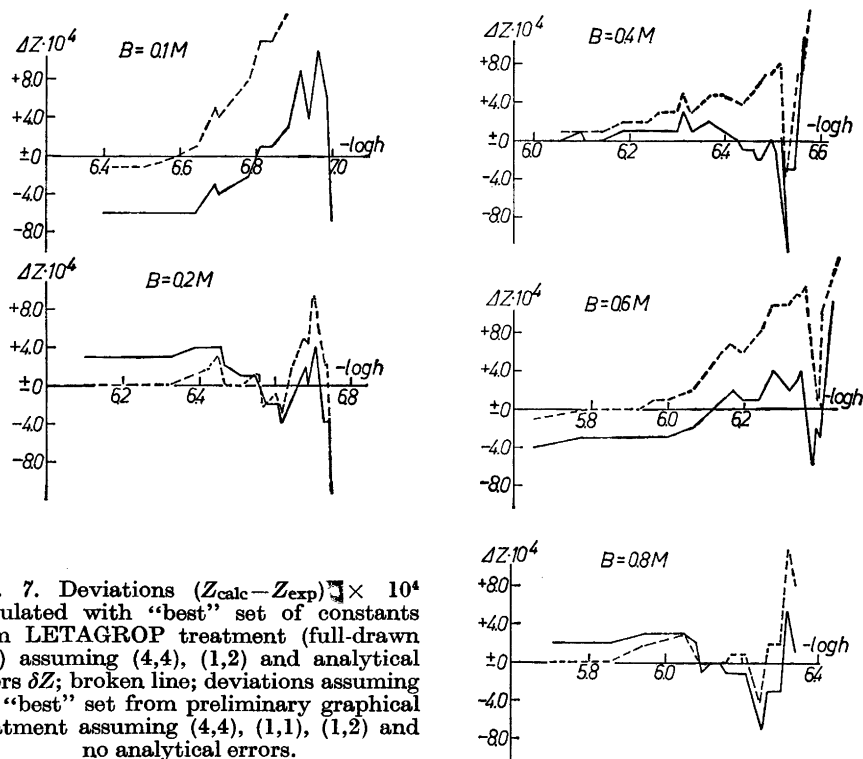 ΔZ·10⁴
B=0.1M
+8.0
+4.0
±0
-4.0
-8.0
6.4
6.6
6.8
7.0
-logh
ΔZ·10⁴
B=0.2M
+8.0
+4.0
±0
-4.0
-8.0
6.2
6.4
6.8
-logh
ΔZ·10⁴
B=0.4M
+8.0
+4.0
±0
-4.0
-8.0
6.0
6.2
6.4
6.6
-logh
ΔZ·10⁴
B=0.6M
+8.0
+4.0
±0
-4.0
-8.0
5.8
6.0
6.2
-logh
ΔZ·10⁴
B=0.8M
+8.0
+4.0
±0
-4.0
-8.0
5.8
6.0
6.4
-logh
. 7. Deviations (Zcalc−Zexp) × 10⁴
ulated with “best” set of constants
LETAGROP treatment (full-drawn
) assuming (4,4), (1,2) and analytical
rs δZ; broken line; deviations assuming
“best” set from preliminary graphical
atment assuming (4,4), (1,1), (1,2) and
no analytical errors.